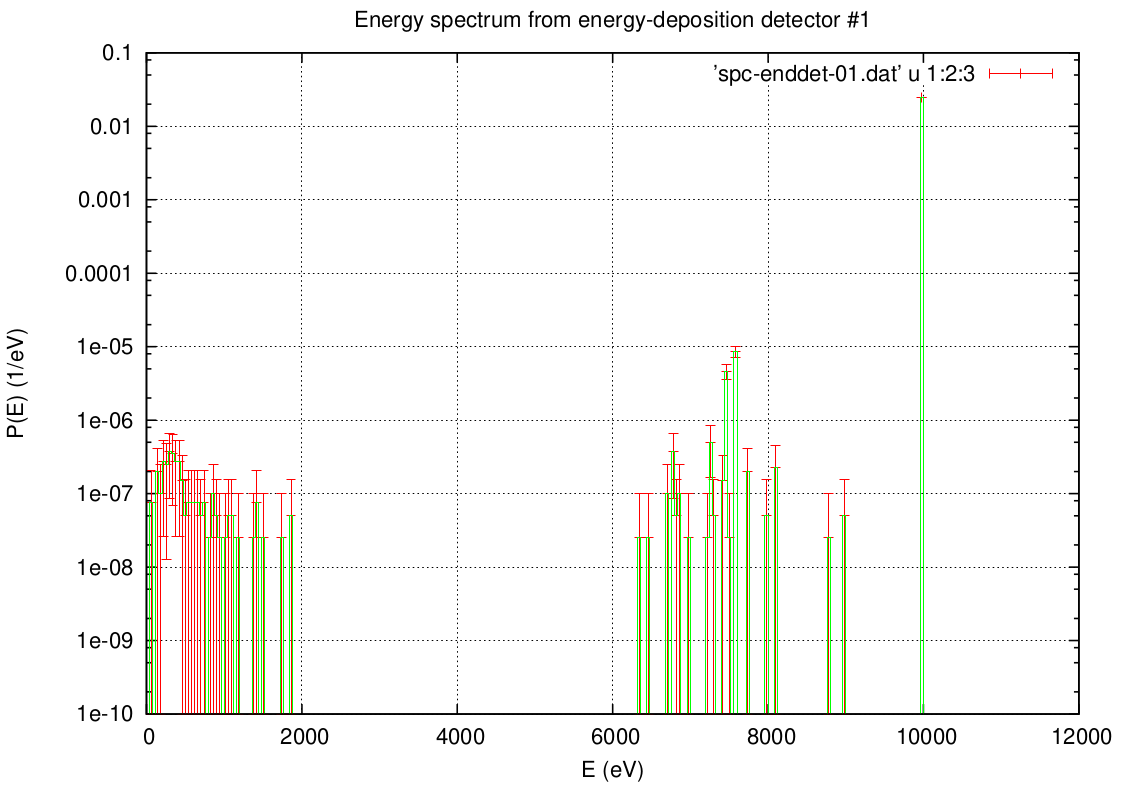 Energy spectrum from energy-deposition detector #1
'spc-enddet-01.dat' u 1:2:3
P(E) (1/eV)
0.1
0.01
0.001
0.0001
1e-05
1e-06
1e-07
1e-08
1e-09
1e-10
0 2000 4000 6000 8000 10000 12000
E (eV)